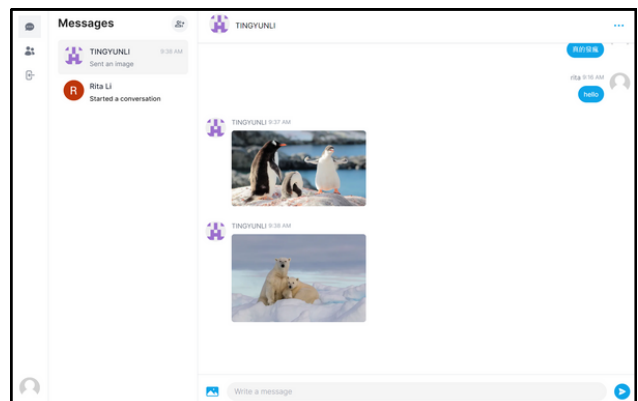 Messages
TINGYUNLI
9:38 AM
Sent an image
R
Rita Li
Started a conversation
TINGYUNLI
rita 9:16 AM
hello
TINGYUNLI 9:37 AM
TINGYUNLI 9:38 AM
Write a message